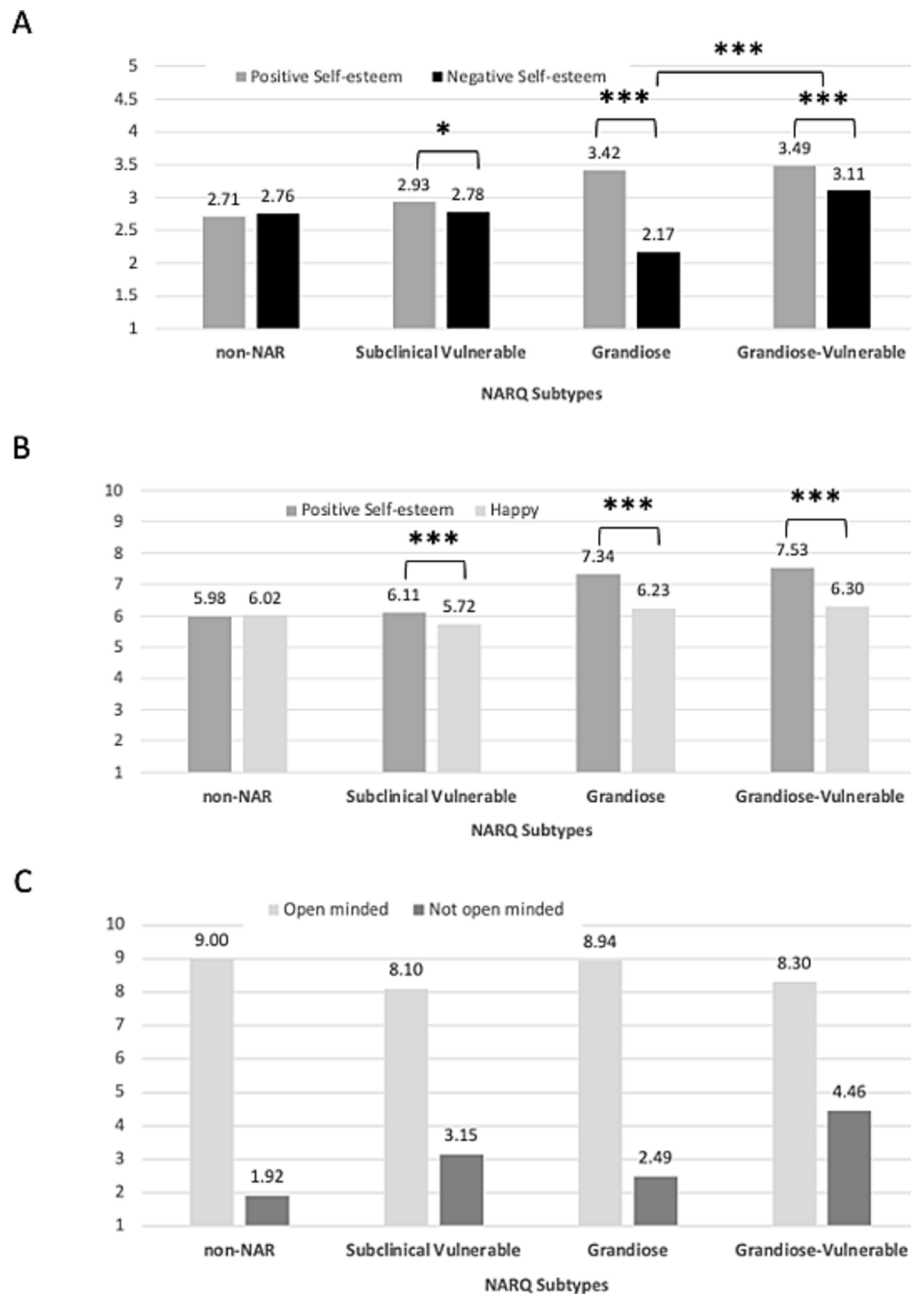 A
Positive Self-esteem Negative Self-esteem
***
*** ***
*
5
4.5
4
3.5
3
2.5
2
1.5
1
2.71 2.76 2.93 2.78 3.42 2.17 3.49 3.11
non-NAR Subclinical Vulnerable Grandiose Grandiose-Vulnerable
NARQ Subtypes
B
Positive Self-esteem Happy
*** *** ***
10
9
8
7
6
5
4
3
2
1
5.98 6.02 6.11 5.72 7.34 6.23 7.53 6.30
non-NAR Subclinical Vulnerable Grandiose Grandiose-Vulnerable
NARQ Subtypes
C
Open minded Not open minded
10
9
8
7
6
5
4
3
2
1
9.00 1.92 8.10 3.15 8.94 2.49 8.30 4.46
non-NAR Subclinical Vulnerable Grandiose Grandiose-Vulnerable
NARQ Subtypes